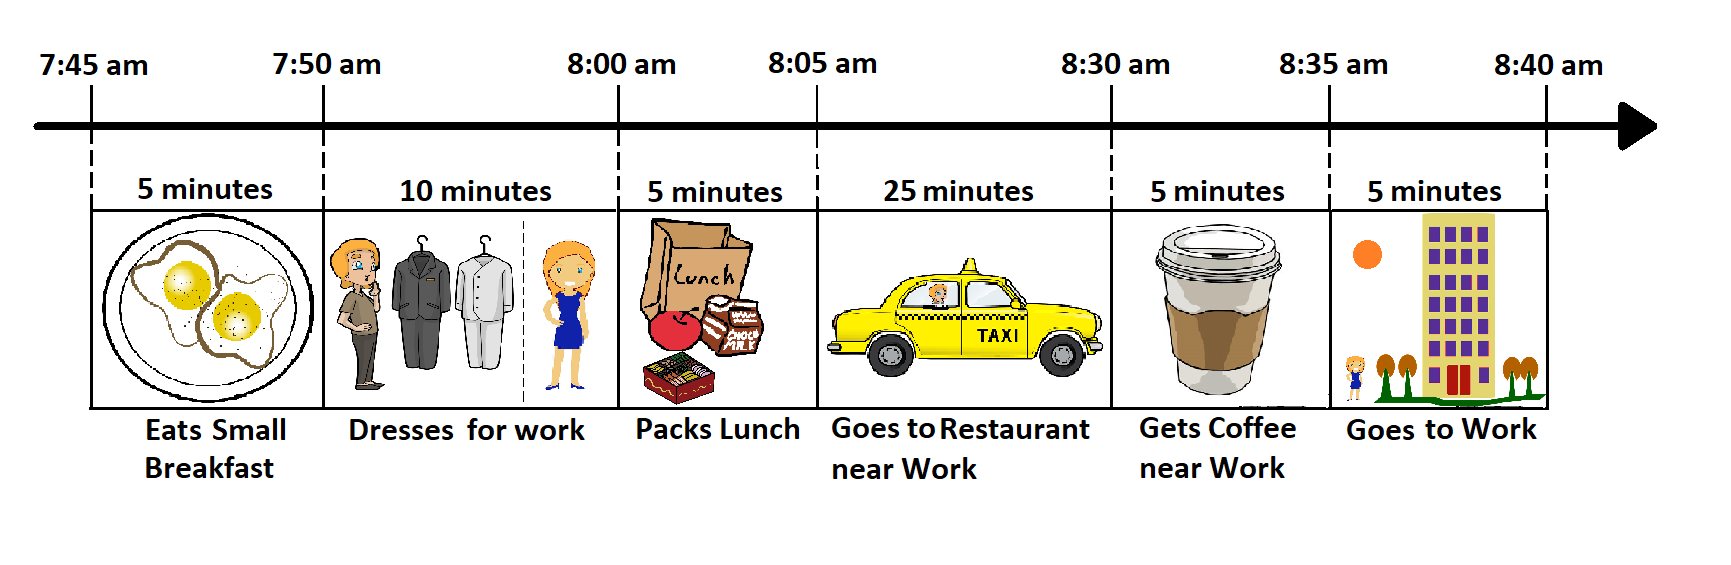 7:45 am 7:50 am 8:00 am 8:05 am 8:30 am 8:35 am 8:40 am
5 minutes 10 minutes 5 minutes 25 minutes 5 minutes 5 minutes
Lunch
CHOCO
MILK
TAXI
Eats Small
Breakfast
Dresses for work
Packs Lunch
Goes to Restaurant
near Work
Gets Coffee
near Work
Goes to Work